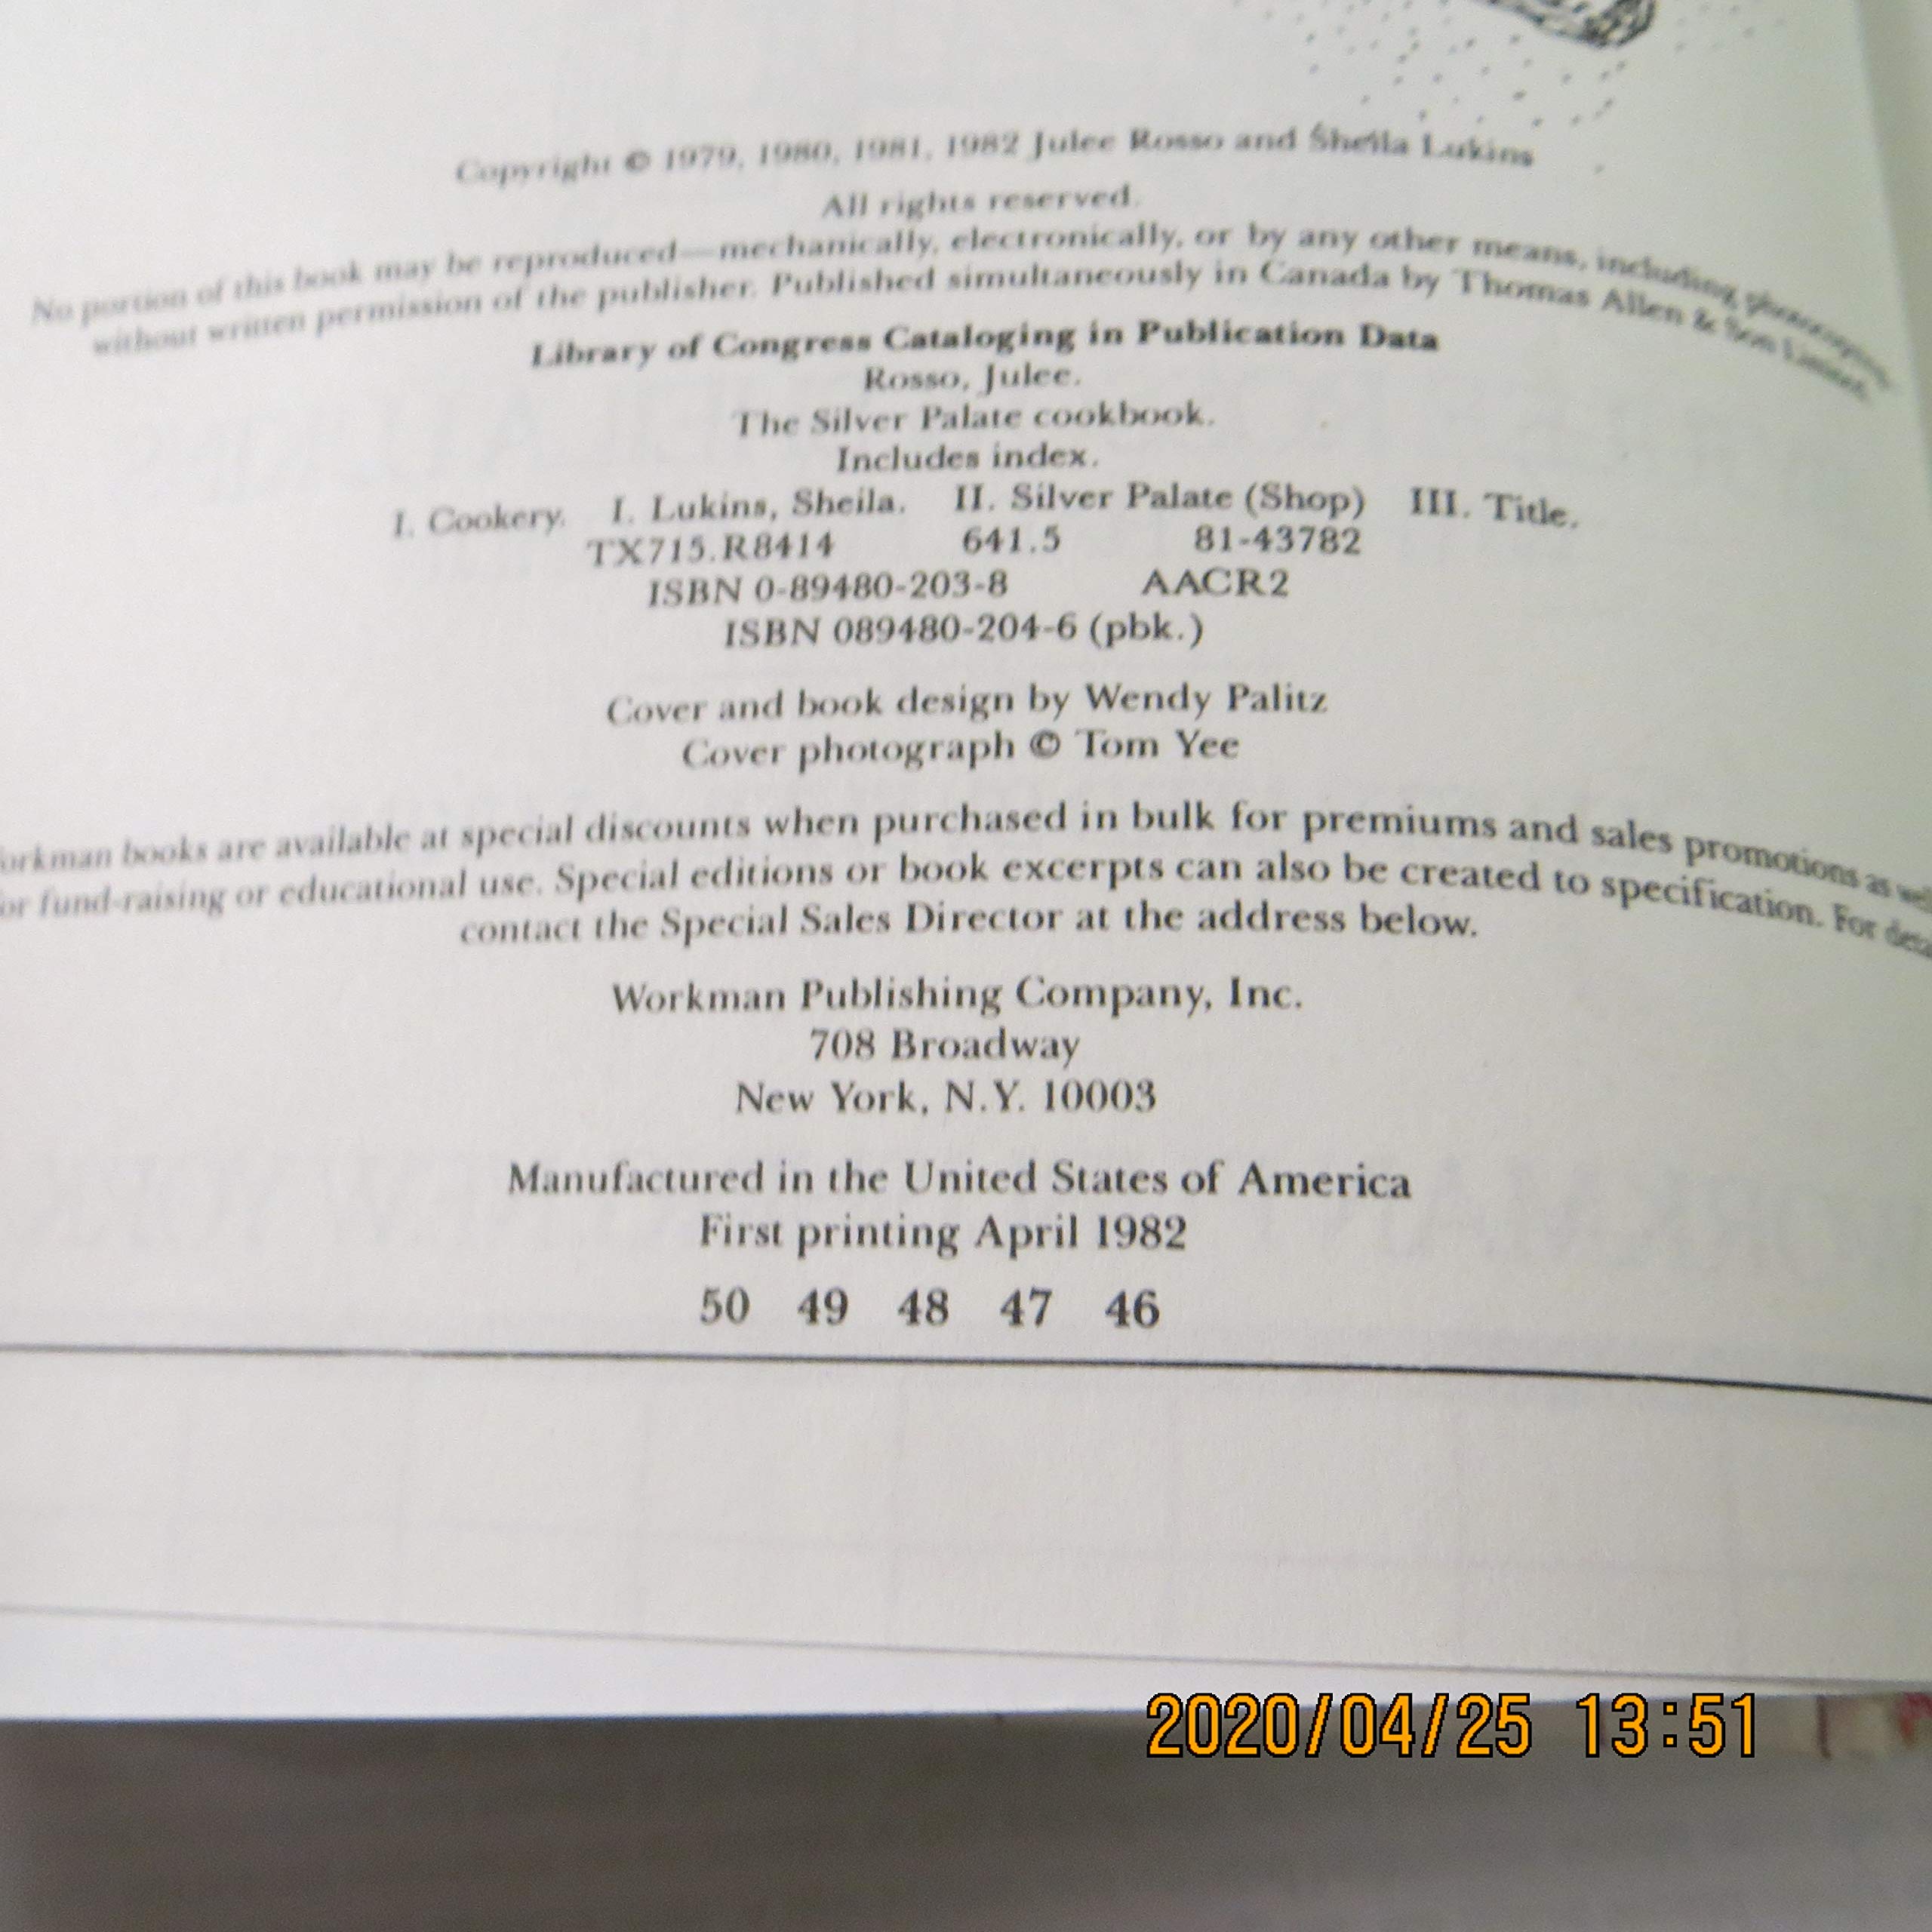 Copyright © 1979, 1980, 1981, 1982 Julee Rosso and Sheila Lukins
All rights reserved.
No portion of this book may be reproduced—mechanically, electronically, or by any other means, including photocopying—
without written permission of the publisher. Published simultaneously in Canada by Thomas Allen & Son Limited.
Library of Congress Cataloging in Publication Data
Rosso, Julee.
The Silver Palate cookbook.
Includes index.
I. Cookery. I. Lukins, Sheila. II. Silver Palate (Shop) III. Title.
TX715.R8414 641.5 81-43782
ISBN 0-89480-203-8 AACR2
ISBN 089480-204-6 (pbk.)
Cover and book design by Wendy Palitz
Cover photograph © Tom Yee
orkman books are available at special discounts when purchased in bulk for premiums and sales promotions as wel
or fund-raising or educational use. Special editions or book excerpts can also be created to specification. For deta
contact the Special Sales Director at the address below.
Workman Publishing Company, Inc.
708 Broadway
New York, N.Y. 10003
Manufactured in the United States of America
First printing April 1982
50 49 48 47 46
2020/04/25 13:51